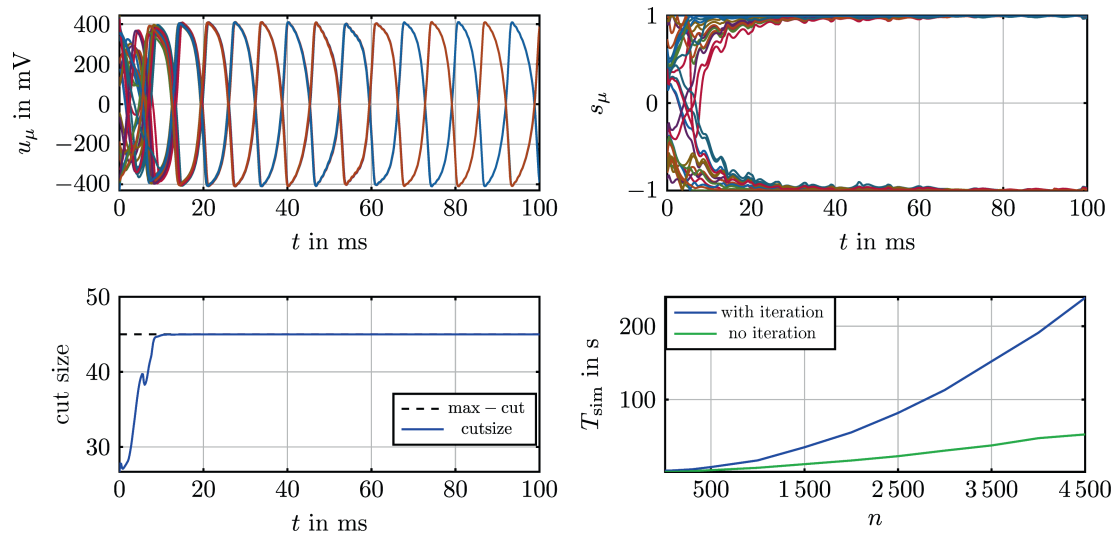 400
200
0
−200
−400
u_μ in mV
0 20 40 60 80 100
t in ms
1
0
−1
s_μ
0 20 40 60 80 100
t in ms
50
40
30
cut size
max − cut
cutsize
0 20 40 60 80 100
t in ms
with iteration
no iteration
200
100
T_sim in s
500 1 500 2 500 3 500 4 500
n